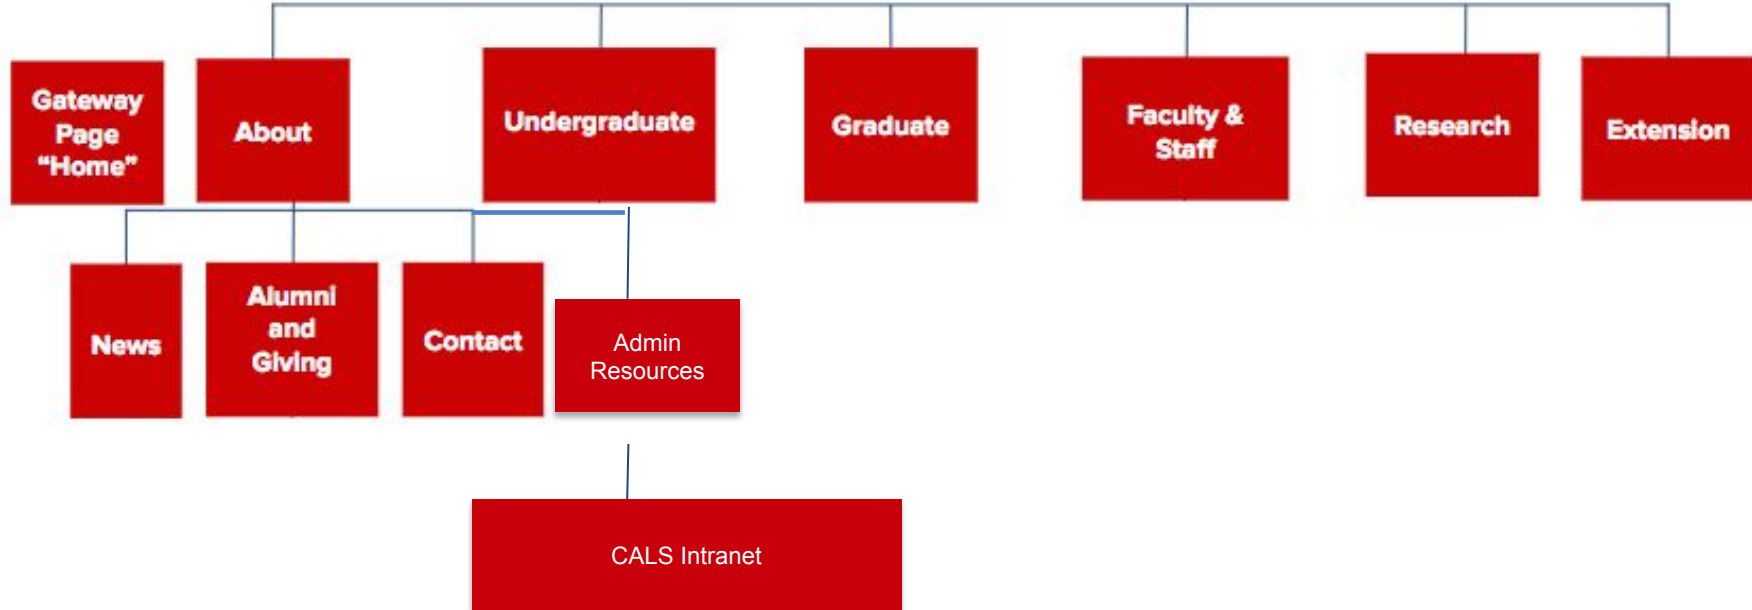 Gateway
Page
“Home”
About
Undergraduate
Graduate
Faculty &
Staff
Research
Extension
News
Alumni
and
Giving
Contact
Admin
Resources
CALS Intranet